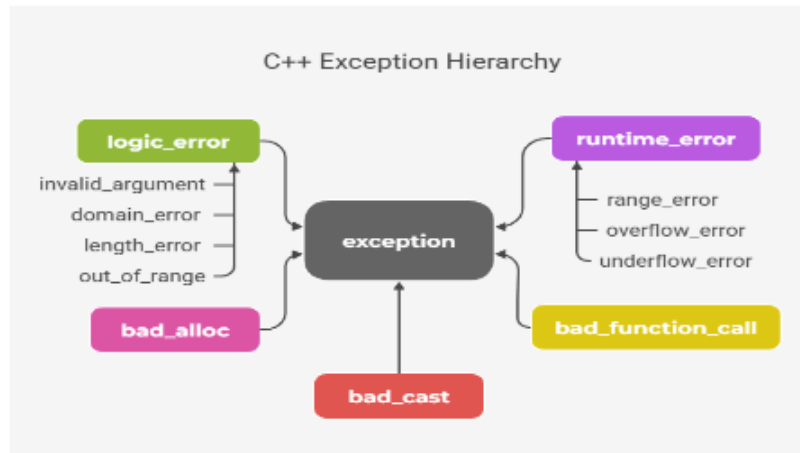 C++ Exception Hierarchy
logic_error
invalid_argument
domain_error
length_error
out_of_range
runtime_error
range_error
overflow_error
underflow_error
exception
bad_alloc
bad_function_call
bad_cast